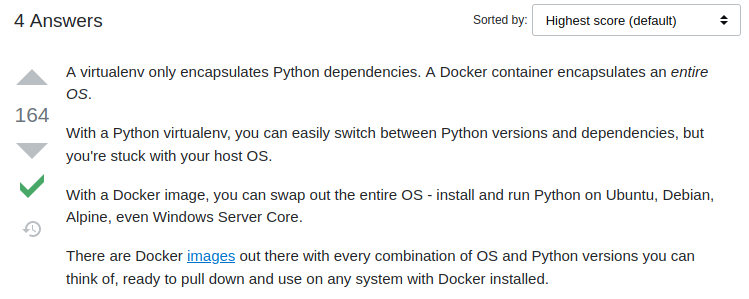 4 Answers
Sorted by:
Highest score (default)
A virtualenv only encapsulates Python dependencies. A Docker container encapsulates an entire
OS.
164
With a Python virtualenv, you can easily switch between Python versions and dependencies, but
you're stuck with your host OS.
With a Docker image, you can swap out the entire OS - install and run Python on Ubuntu, Debian,
Alpine, even Windows Server Core.
There are Docker images out there with every combination of OS and Python versions you can
think of, ready to pull down and use on any system with Docker installed.